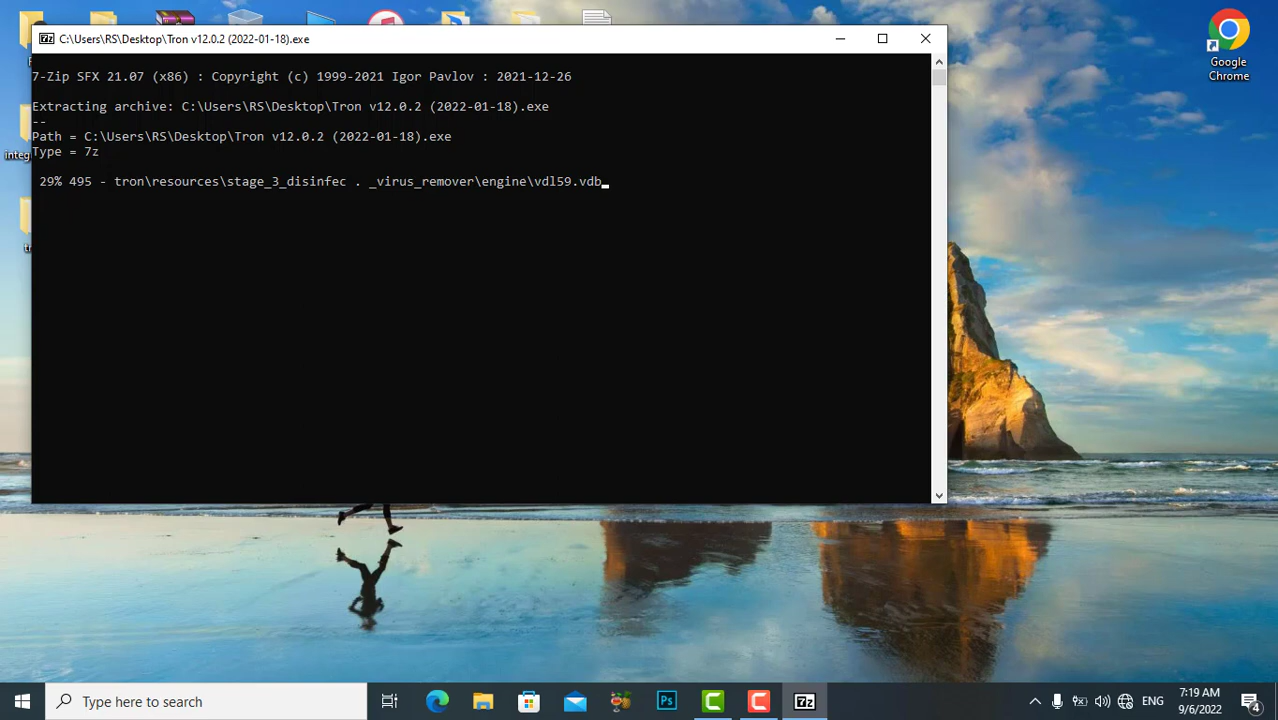 C:\Users\RS\Desktop\Tron v12.0.2 (2022-01-18).exe
7-Zip SFX 21.07 (x86) : Copyright (c) 1999-2021 Igor Pavlov : 2021-12-26
Extracting archive: C:\Users\RS\Desktop\Tron v12.0.2 (2022-01-18).exe
--
Path = C:\Users\RS\Desktop\Tron v12.0.2 (2022-01-18).exe
Type = 7z
29% 495 - tron\resources\stage_3_disinfec . _virus_remover\engine\vdl59.vdb
Google
Chrome
Type here to search
Ps
7z
ENG
7:19 AM
9/6/2022
4